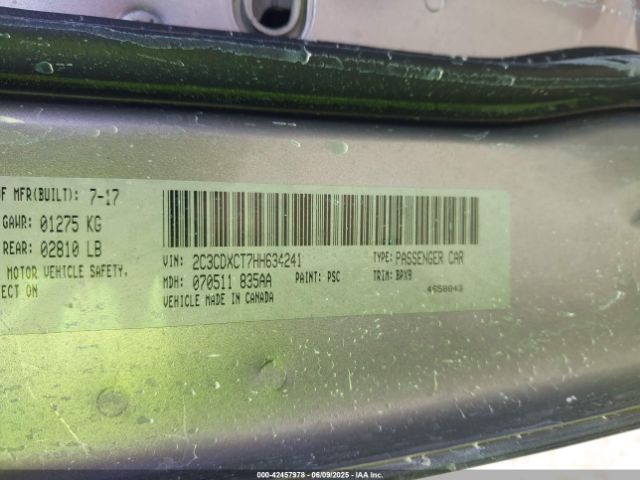 F MFR(BUILT): 7-17
GAWR: 01275 KG
REAR: 02810 LB
MOTOR VEHICLE SAFETY,
ECT ON
VIN: 2C3CDXCT7HH634241
TYPE: PASSENGER CAR
MDH: 070511 835AA
PAINT: PSC
TRIM: BPX9
VEHICLE MADE IN CANADA
4658043
000-42457978 | 06/09/2025 | IAA Inc.